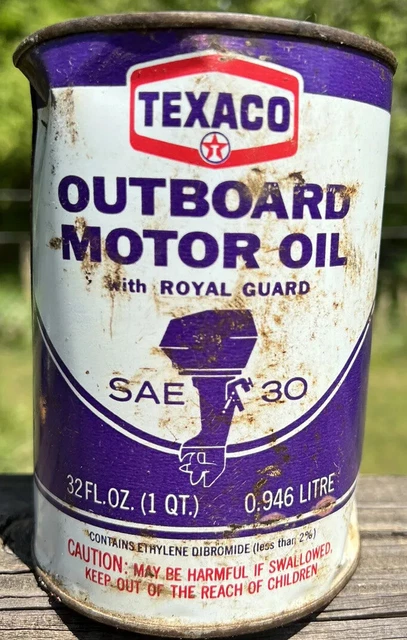 TEXACO
T
OUTBOARD
MOTOR OIL
with ROYAL GUARD
SAE 30
32 FL. OZ. (1 QT.) 0.946 LITRE
CONTAINS ETHYLENE DIBROMIDE (less than 2%)
CAUTION: MAY BE HARMFUL IF SWALLOWED.
KEEP OUT OF THE REACH OF CHILDREN